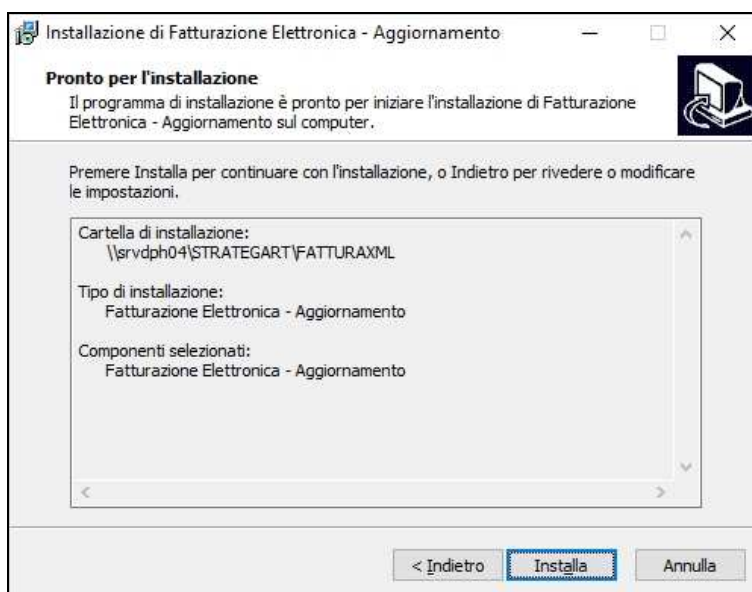 Installazione di Fatturazione Elettronica - Aggiornamento
Pronto per l'installazione
Il programma di installazione è pronto per iniziare l'installazione di Fatturazione
Elettronica - Aggiornamento sul computer.
Premere Installa per continuare con l'installazione, o Indietro per rivedere o modificare
le impostazioni.
Cartella di installazione:
\\srvdph04\STRATEGART\FATTURAXML
Tipo di installazione:
Fatturazione Elettronica - Aggiornamento
Componenti selezionati:
Fatturazione Elettronica - Aggiornamento
< Indietro
Installa
Annulla